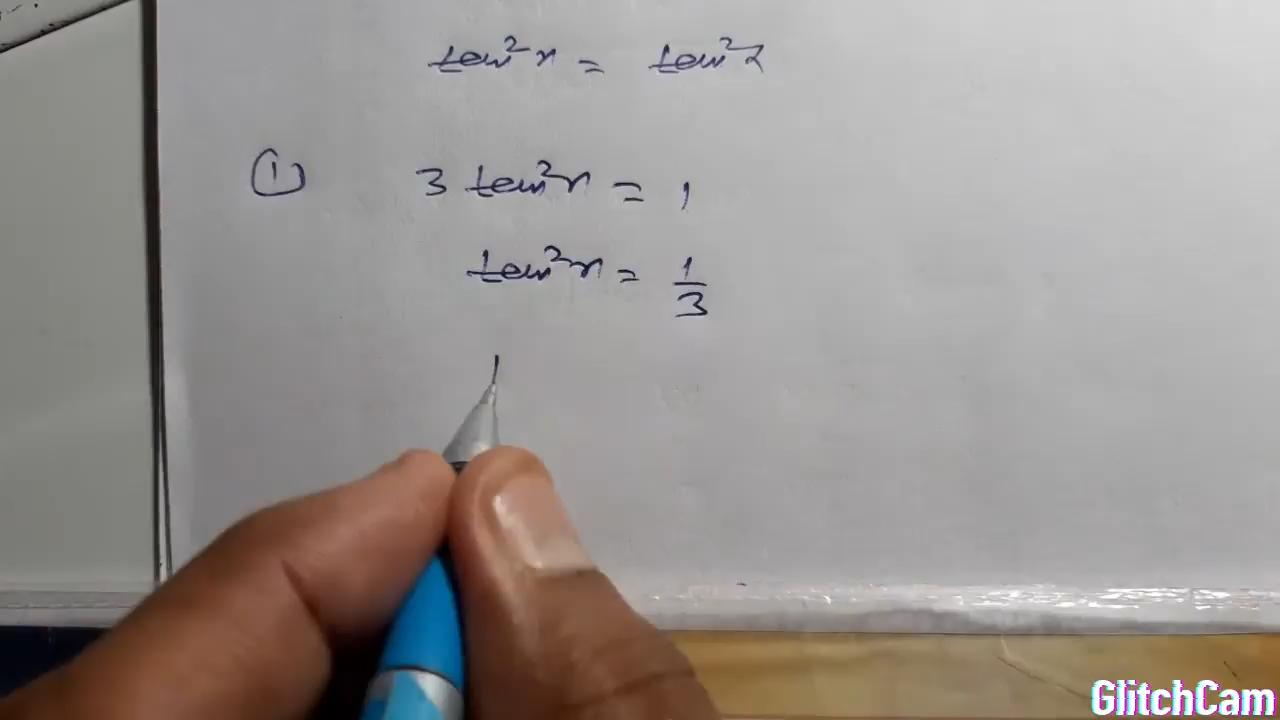 tan²x = tan²α
① 3 tan²x = 1
tan²x = 1/3
GlitchCam